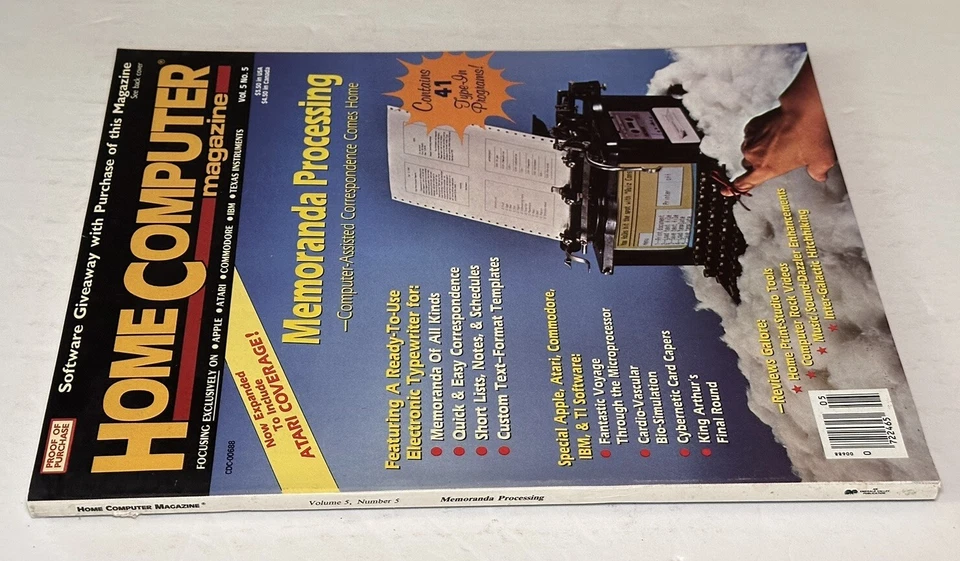 Software Giveaway with Purchase of this Magazine
See back cover
PROOF OF
PURCHASE
HOME COMPUTER
magazine
®
FOCUSING EXCLUSIVELY ON • APPLE • ATARI • COMMODORE • IBM • TEXAS INSTRUMENTS
Vol. 5 No. 5
$3.50 in USA
$4.50 in Canada
CDC-00688
Now Expanded
To Include
ATARI COVERAGE!
Memoranda Processing
—Computer-Assisted Correspondence Comes Home
Contains
41
Type-In
Programs!
Featuring A Ready-To-Use
Electronic Typewriter for:
• Memoranda Of All Kinds
• Quick & Easy Correspondence
• Short Lists, Notes, & Schedules
• Custom Text-Format Templates
Special Apple, Atari, Commodore,
IBM, & TI Software:
• Fantastic Voyage
Through the Microprocessor
• Cardio-Vascular
Bio-Simulation
• Cybernetic Card Capers
• King Arthur's
Final Round
—Reviews Galore:
★ Home Print-Studio Tools
★ Computer Rock Videos
★ Music/Sound-Dazzler Enhancements
★ Inter-Galactic Hitchhiking
05
0
722465
00688
HOME COMPUTER MAGAZINE®
Volume 5, Number 5
Memoranda Processing